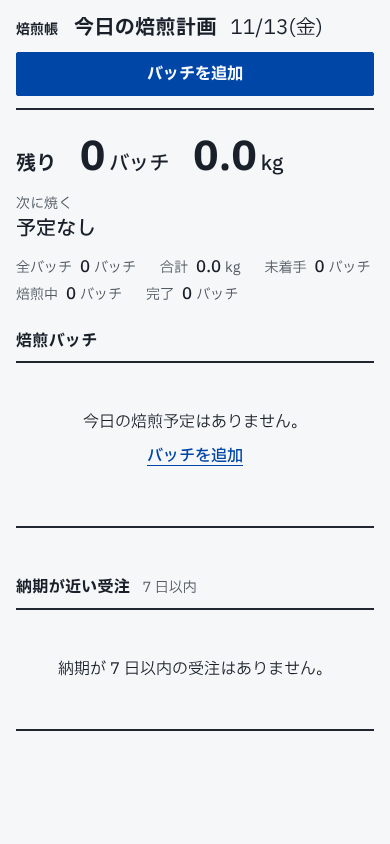 焙煎帳 今日の焙煎計画 11/13(金)
バッチを追加
残り 0 バッチ 0.0 kg
次に焼く
予定なし
全バッチ 0 バッチ 合計 0.0 kg 未着手 0 バッチ
焙煎中 0 バッチ 完了 0 バッチ
焙煎バッチ
今日の焙煎予定はありません。
バッチを追加
納期が近い受注 7 日以内
納期が 7 日以内の受注はありません。